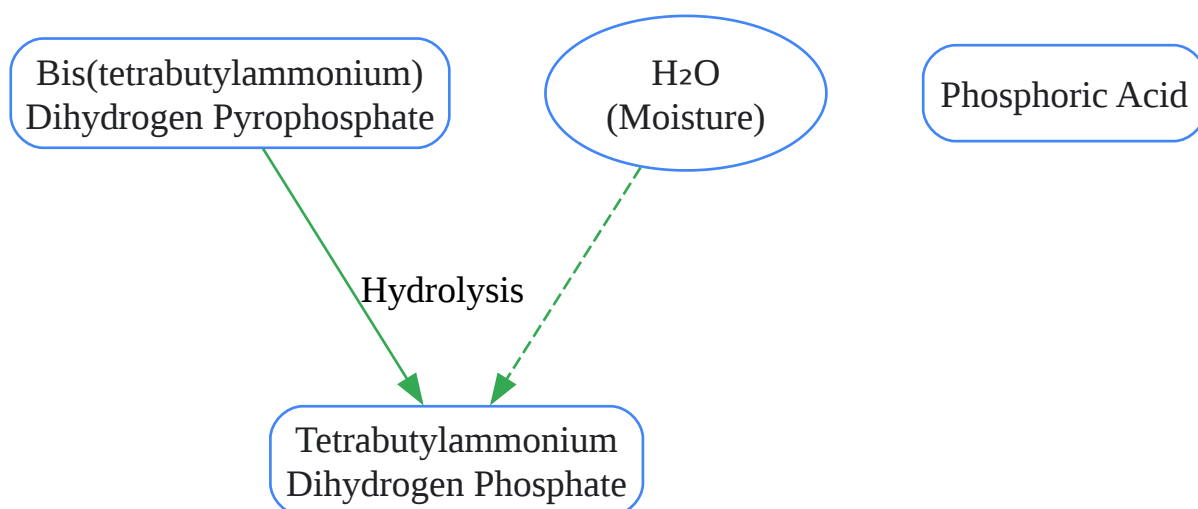 Bis(tetrabutylammonium)
Dihydrogen Pyrophosphate
H₂O
(Moisture)
Phosphoric Acid
Hydrolysis
Tetrabutylammonium
Dihydrogen Phosphate